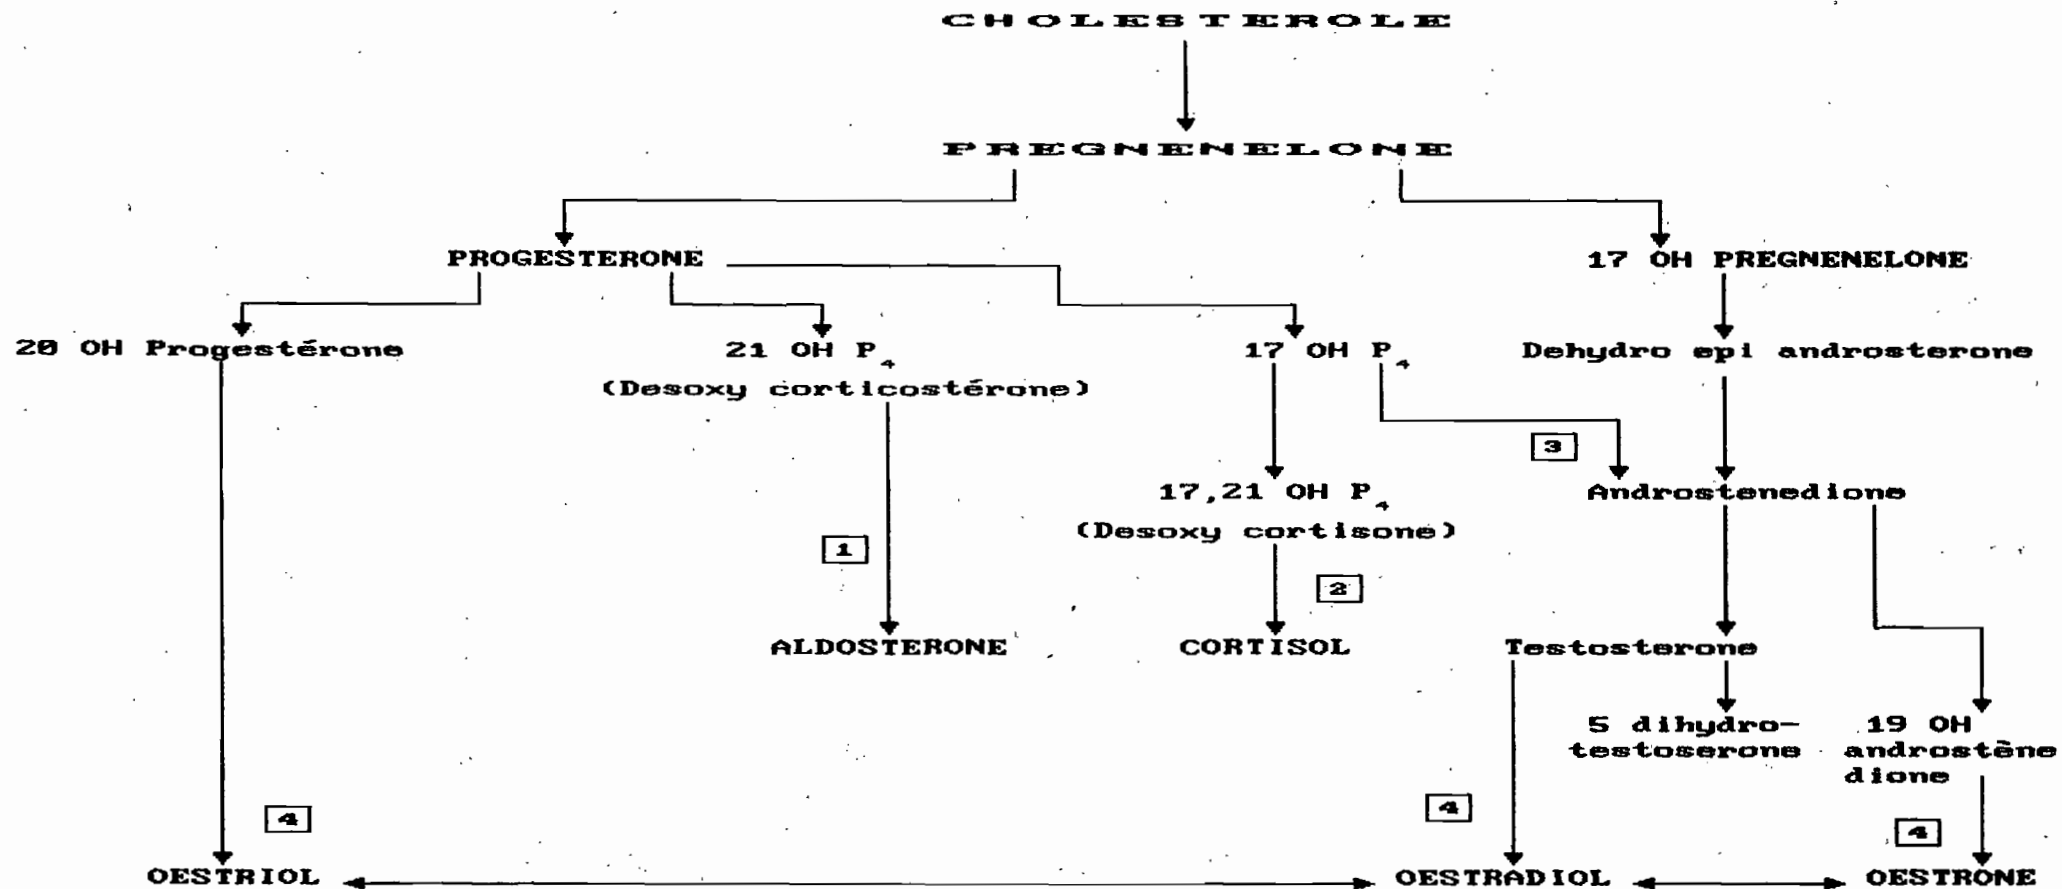 CHOLESTEROLE
PREGNENELONE
PROGESTERONE
17 OH PREGNENELONE
20 OH Progestérone
21 OH P4
(Desoxy corticostérone)
17 OH P4
Dehydro epi androsterone
3
17,21 OH P4
(Desoxy cortisone)
Androstenedione
1
2
ALDOSTERONE
CORTISOL
Testosterone
5 dihydro-
testoserone
19 OH
androstène
dione
4
4
4
OESTRIOL
OESTRADIOL
OESTRONE